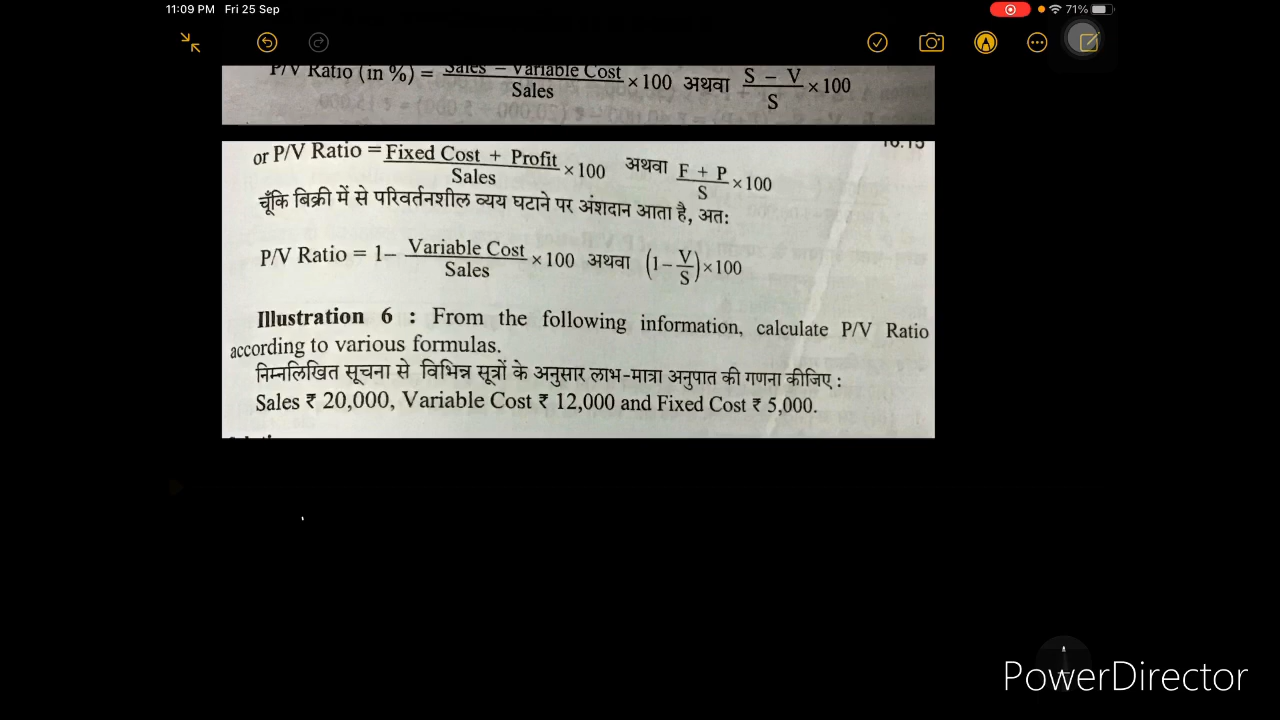 11:09 PM Fri 25 Sep
71%
P/V Ratio (in %) = Sales – Variable Cost / Sales × 100 अथवा S – V / S × 100
10.15
or P/V Ratio = Fixed Cost + Profit / Sales × 100 अथवा F + P / S × 100
चूँकि बिक्री में से परिवर्तनशील व्यय घटाने पर अंशदान आता है, अत:
P/V Ratio = 1– Variable Cost / Sales × 100 अथवा (1– V / S) × 100
Illustration 6 : From the following information, calculate P/V Ratio
according to various formulas.
निम्नलिखित सूचना से विभिन्न सूत्रों के अनुसार लाभ-मात्रा अनुपात की गणना कीजिए :
Sales ₹ 20,000, Variable Cost ₹ 12,000 and Fixed Cost ₹ 5,000.
PowerDirector